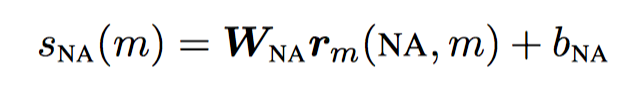 s_NA(m) = W_NA r_m(NA, m) + b_NA